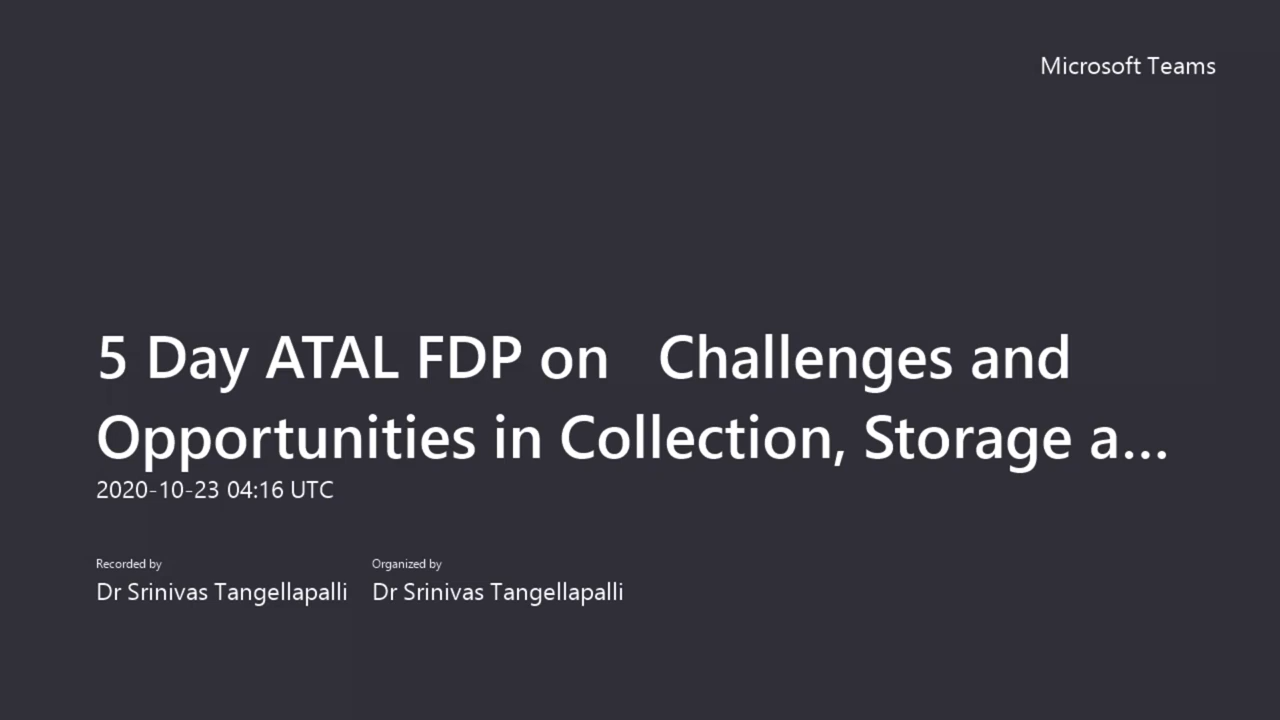 Microsoft Teams
5 Day ATAL FDP on   Challenges and
Opportunities in Collection, Storage a...
2020-10-23 04:16 UTC
Recorded by
Dr Srinivas Tangellapalli
Organized by
Dr Srinivas Tangellapalli